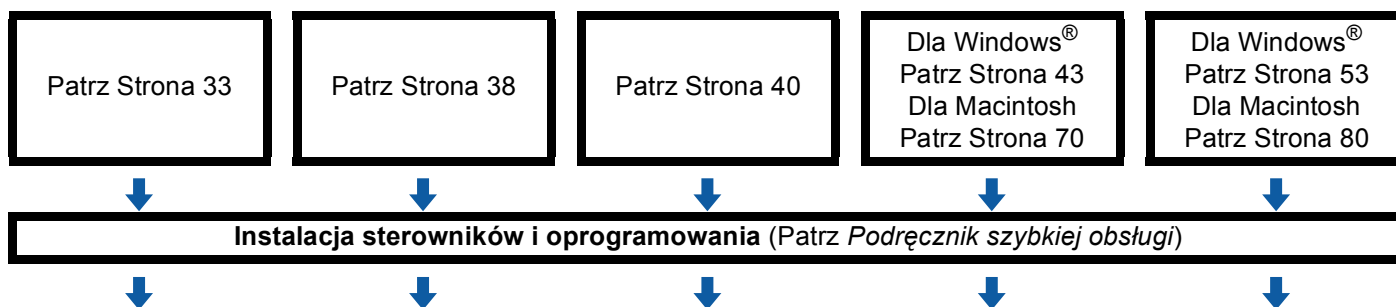 Patrz Strona 33
Patrz Strona 38
Patrz Strona 40
Dla Windows®
Patrz Strona 43
Dla Macintosh
Patrz Strona 70
Dla Windows®
Patrz Strona 53
Dla Macintosh
Patrz Strona 80
Instalacja sterowników i oprogramowania (Patrz Podręcznik szybkiej obsługi)